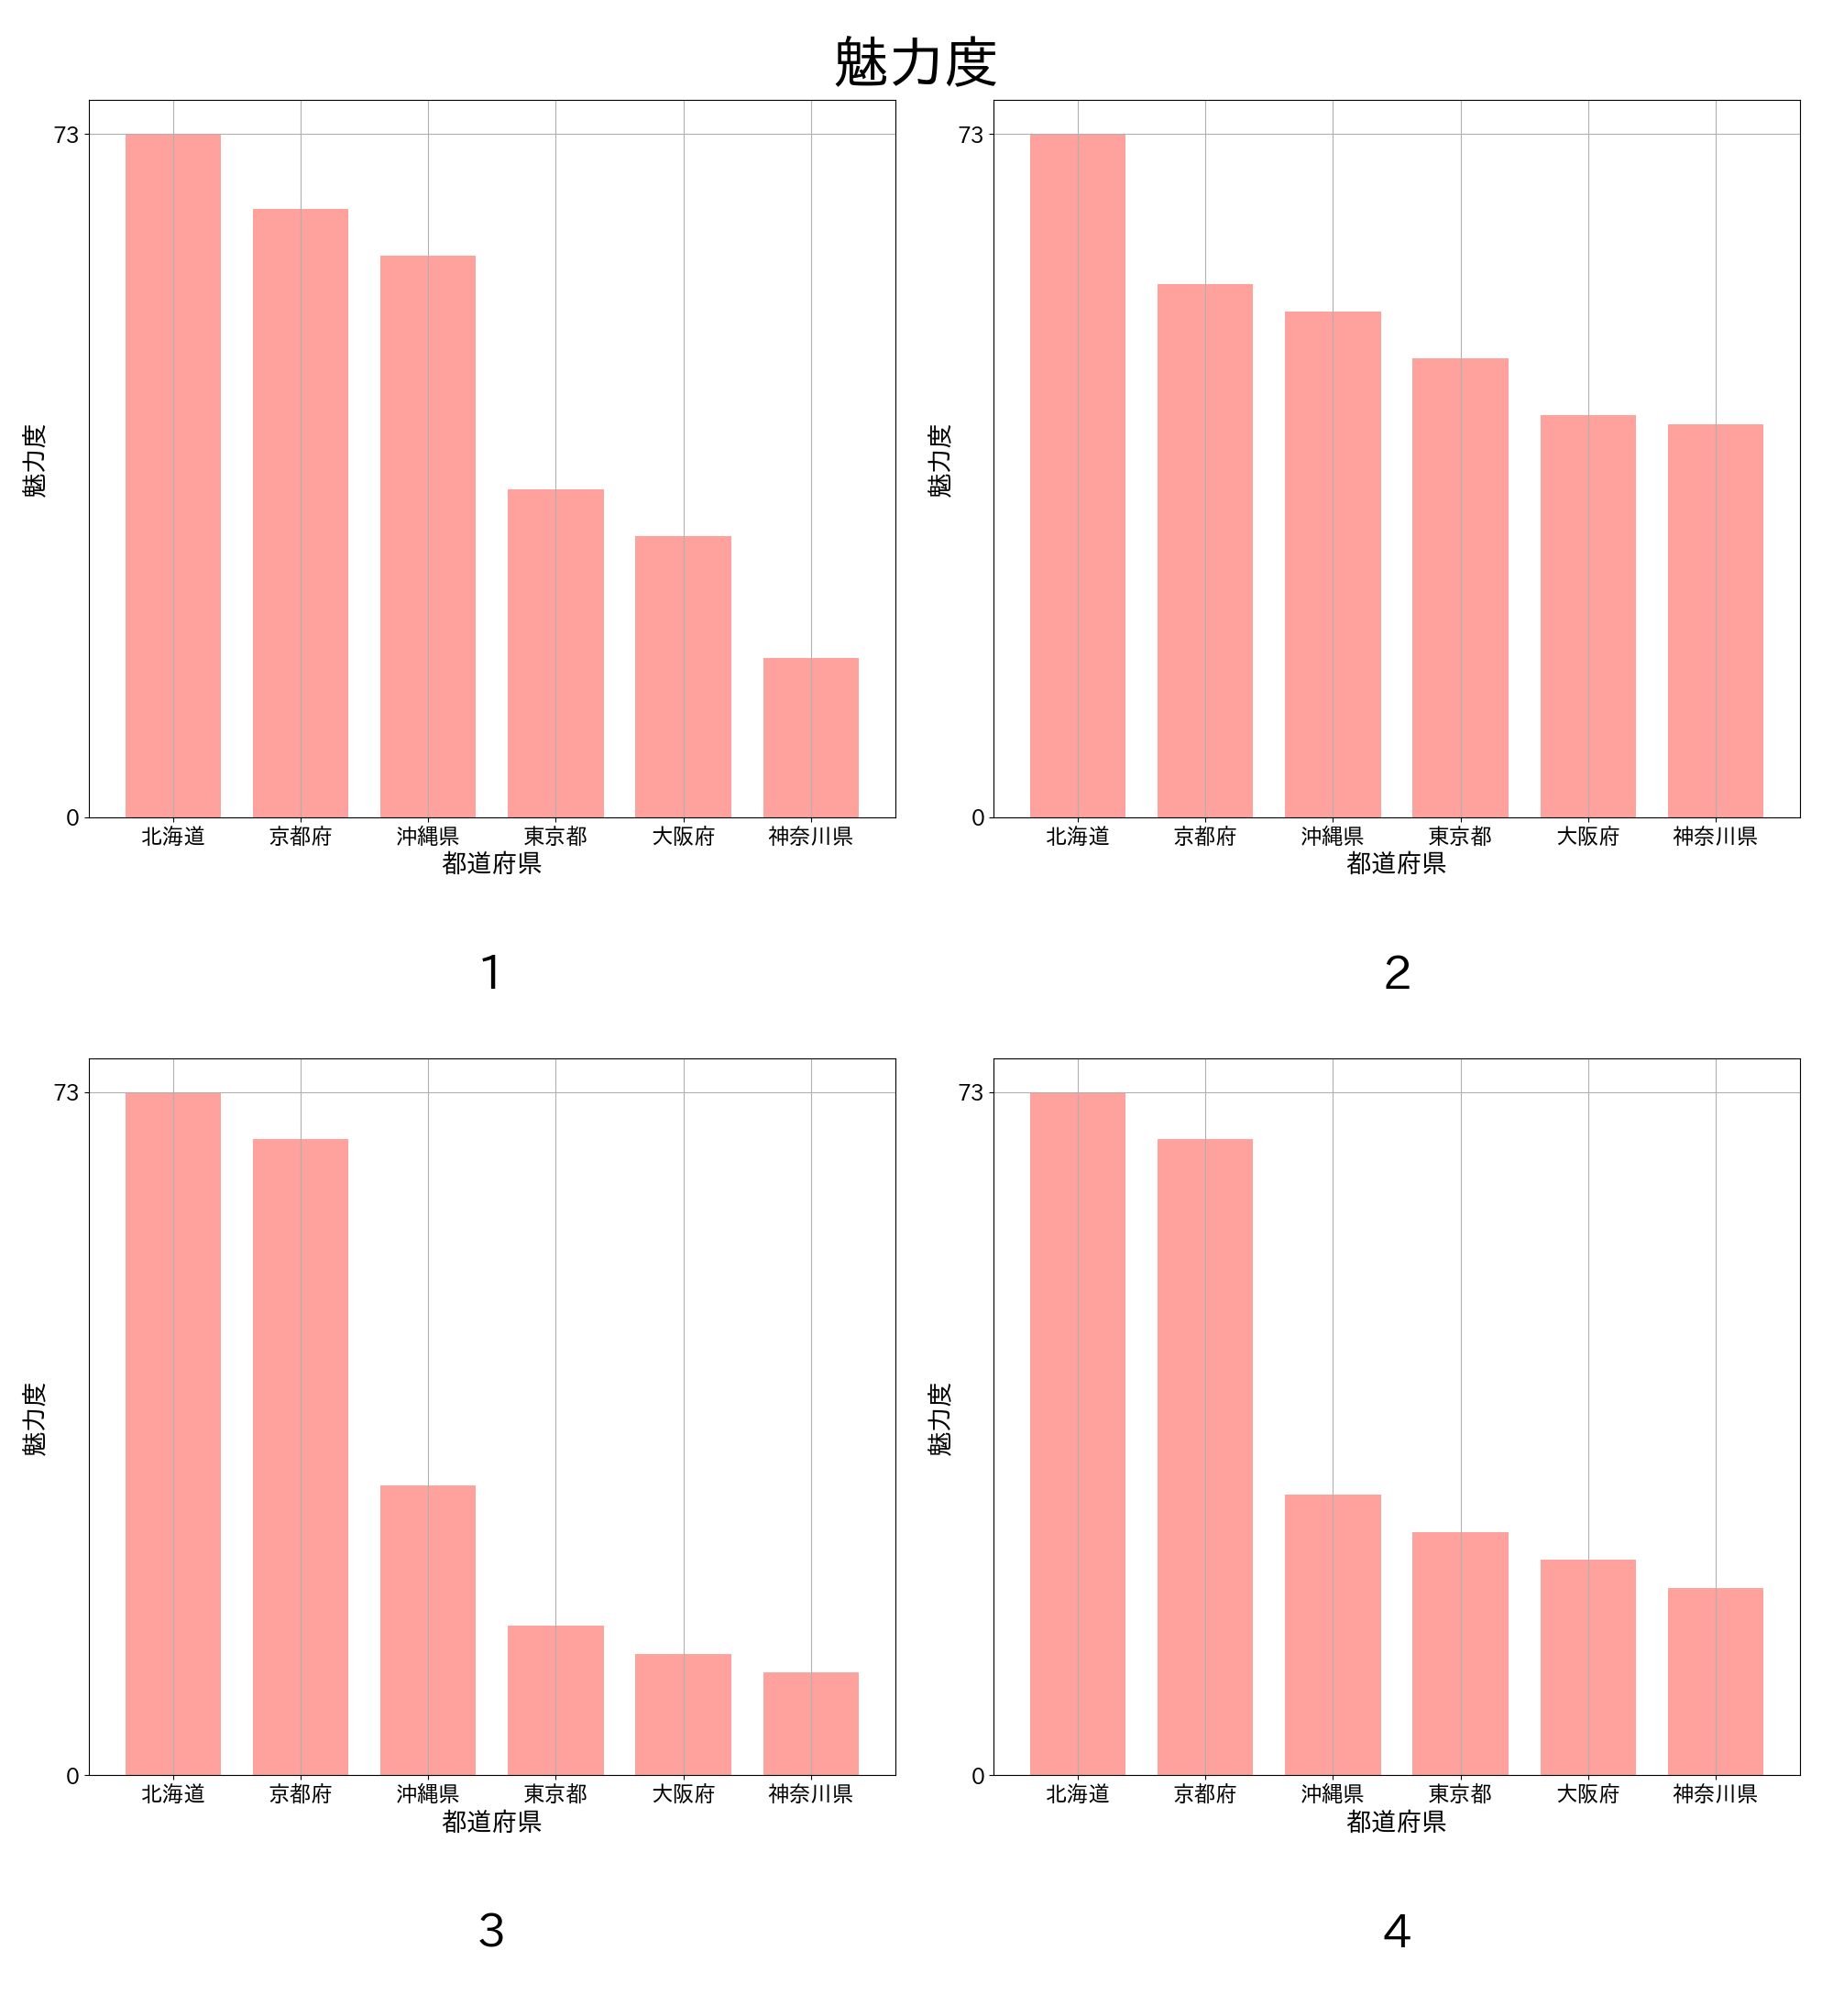 魅力度
73
0
魅力度
北海道 京都府 沖縄県 東京都 大阪府 神奈川県
都道府県
1
73
0
魅力度
北海道 京都府 沖縄県 東京都 大阪府 神奈川県
都道府県
2
73
0
魅力度
北海道 京都府 沖縄県 東京都 大阪府 神奈川県
都道府県
3
73
0
魅力度
北海道 京都府 沖縄県 東京都 大阪府 神奈川県
都道府県
4